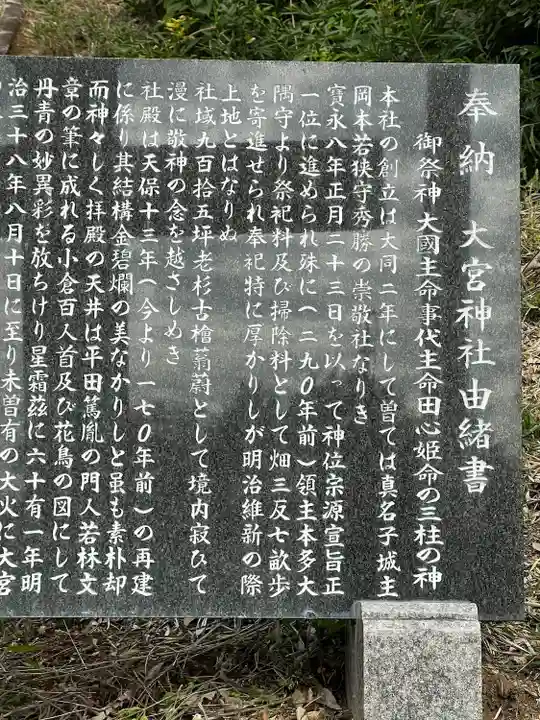 奉納 大宮神社由緒書
御祭神 大國主命事代主命田心姫命の三柱の神
本社の創立は大同二年にして曽ては真名子城主
岡本若狭守秀勝の崇敬社なりき
寳永八年正月二十三日を以って神位宗源宣旨正
一位に進められ殊に(二九〇年前)領主本多大
隅守より祭祀料及び掃除料として畑三反七畝歩
を寄進せられ奉祀特に厚かりしが明治維新の際
上地とはなりぬ
社域九百拾五坪老杉古檜蓊蔚として境内寂びて
漫に敬神の念を越さしめき
社殿は天保十三年(今より一七〇年前)の再建
に係り其結構金碧爛の美なかりしと虽も素朴却
而神々しく拝殿の天井は平田篤胤の門人若林文
章の筆に成れる小倉百人首及び花鳥の図にして
丹青の妙異彩を放ちけり星霜茲に六十有一年明
治三十八年八月十日に至り未曽有の大火に大宮